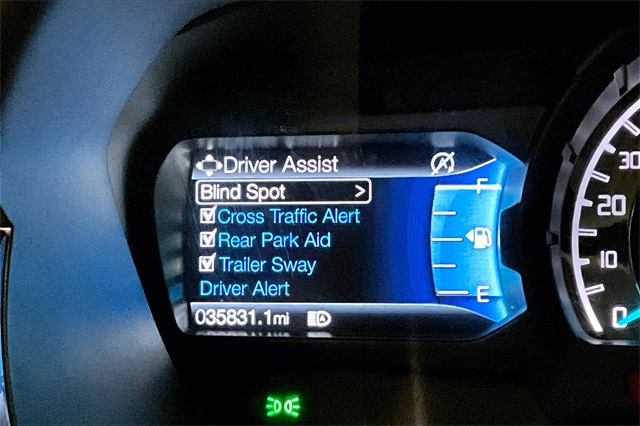 Driver Assist
Blind Spot >
Cross Traffic Alert
Rear Park Aid
Trailer Sway
Driver Alert
035831.1mi
F
E
30
20
10
0